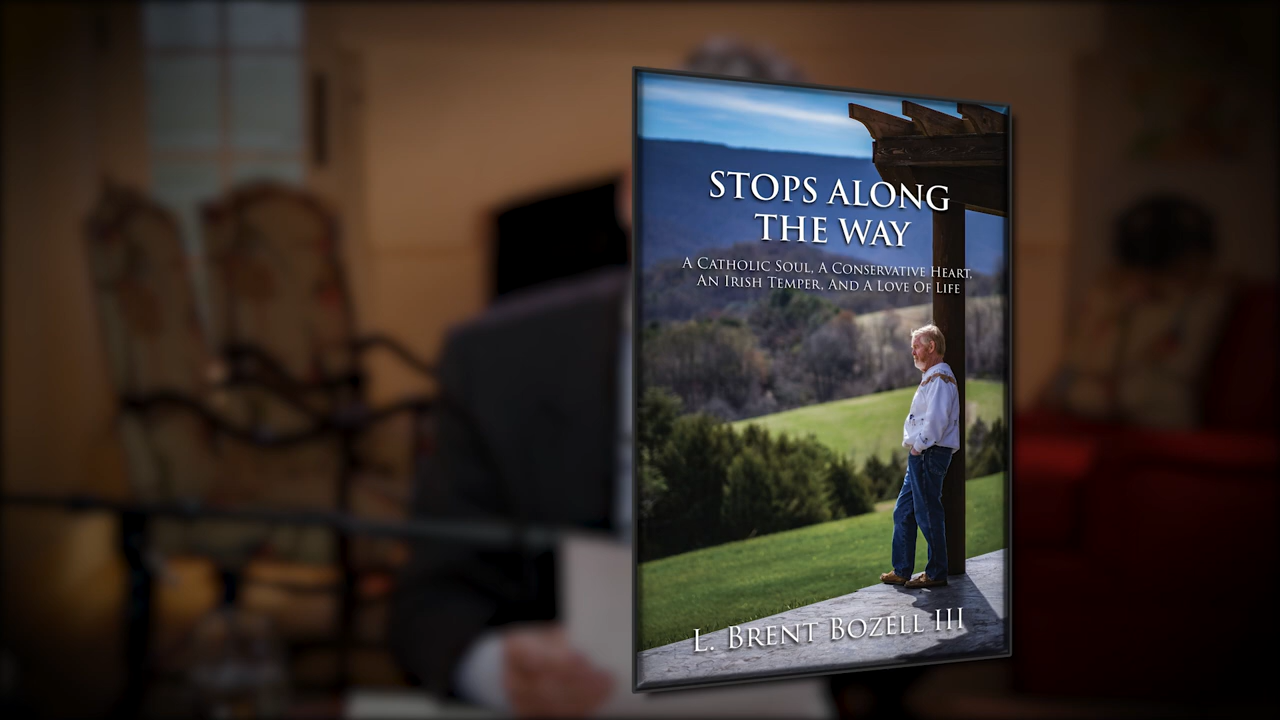 STOPS ALONG
THE WAY
A CATHOLIC SOUL, A CONSERVATIVE HEART,
AN IRISH TEMPER, AND A LOVE OF LIFE
L. BRENT BOZELL III